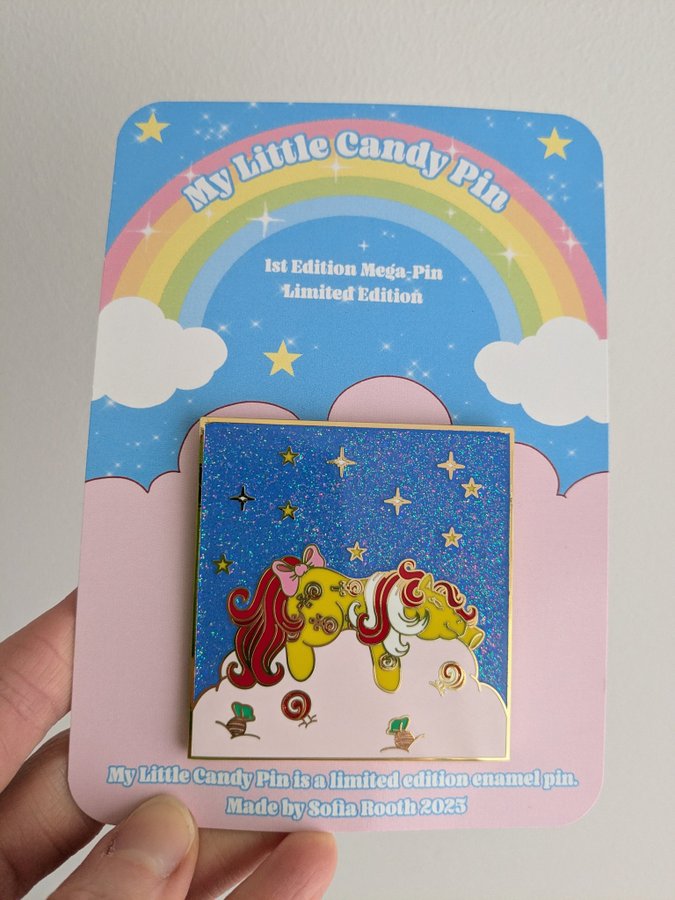 My Little Candy Pin
1st Edition Mega-Pin
Limited Edition
My Little Candy Pin is a limited edition enamel pin.
Made by Sofia Rooth 2025